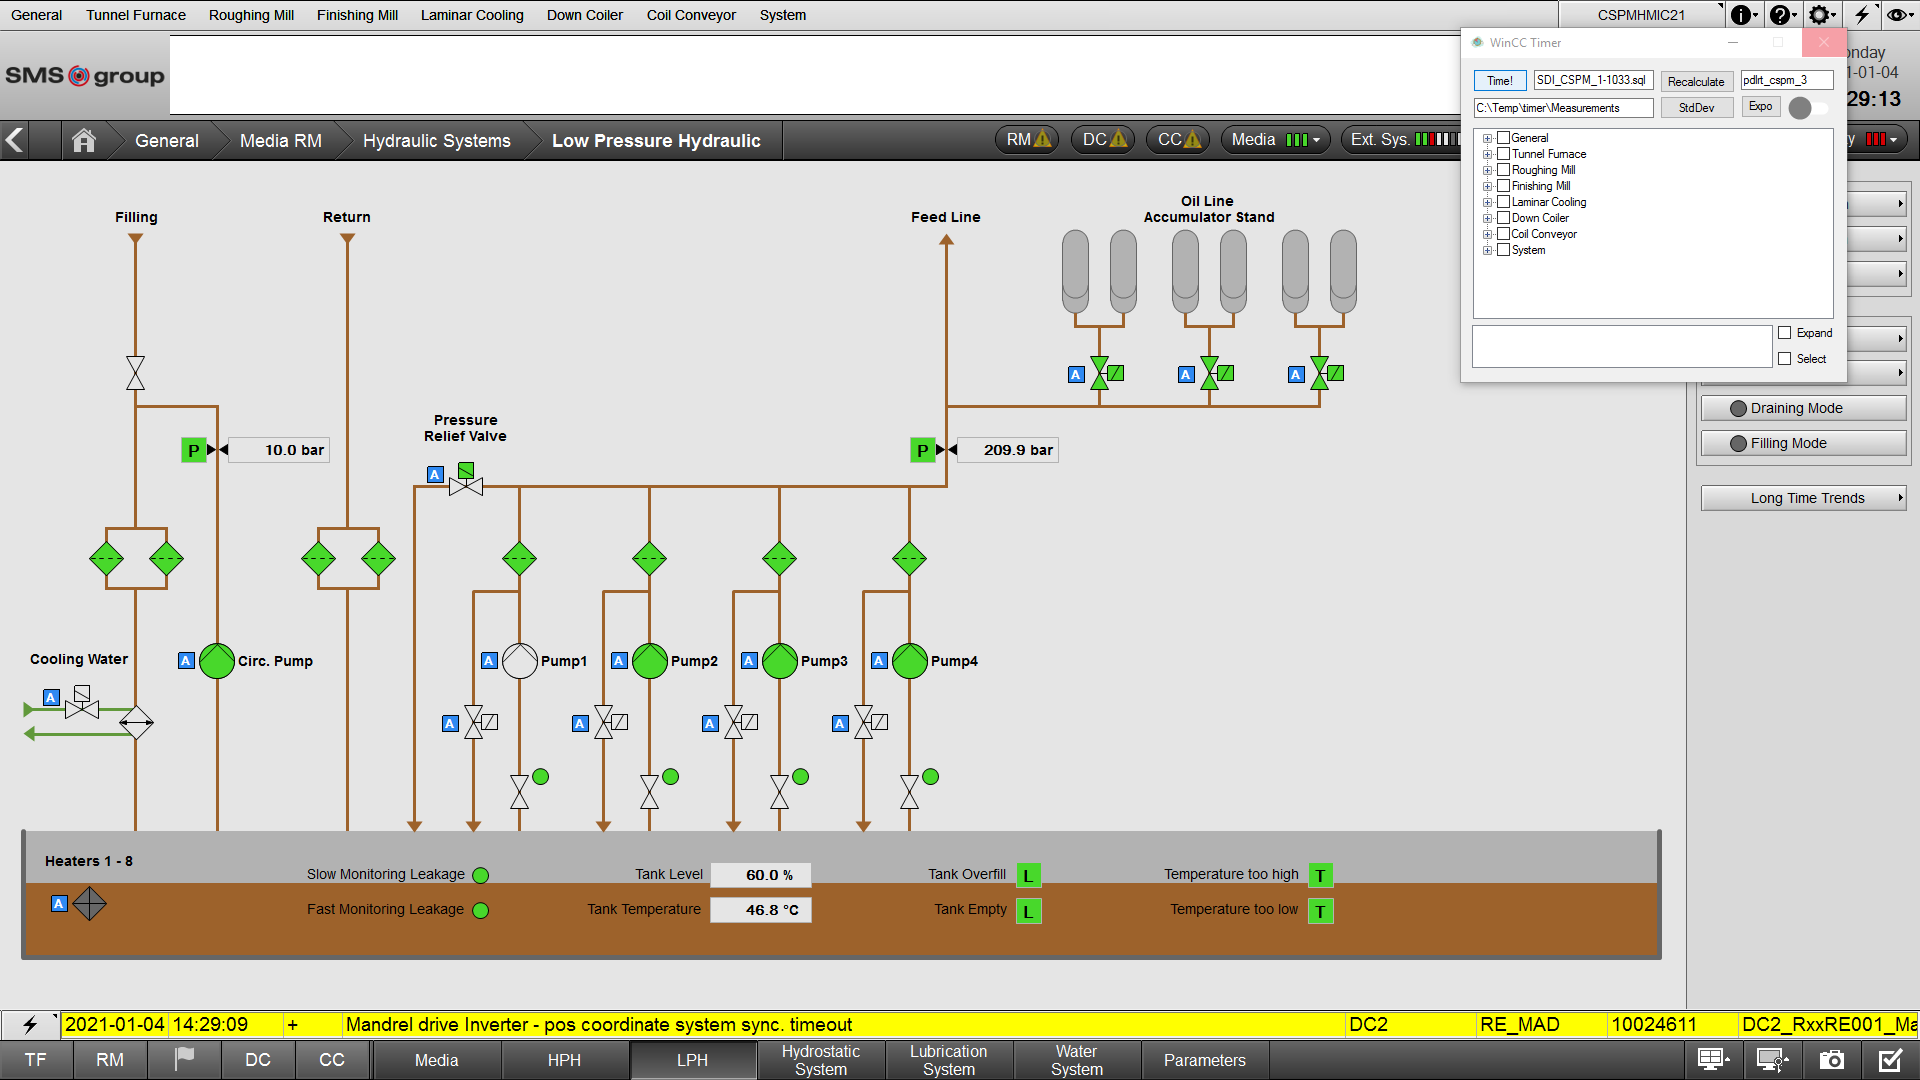 General Tunnel Furnace Roughing Mill Finishing Mill Laminar Cooling Down Coiler Coil Conveyor System CSPMHMIC21
SMS group
WinCC Timer
Time! SDI_CSPM_1-1033.sql Recalculate pdlrt_cspm_3
C:\Temp\timer\Measurements StdDev Expo
29:13
General Media RM Hydraulic Systems Low Pressure Hydraulic RM DC CC Media Ext. Sys.
General
Tunnel Furnace
Roughing Mill
Finishing Mill
Laminar Cooling
Down Coiler
Coil Conveyor
System
Expand
Select
Filling
Return
Feed Line
Oil Line
Accumulator Stand
A A A
Draining Mode
Filling Mode
Long Time Trends
Pressure
Relief Valve
P 10.0 bar
P 209.9 bar
A
Cooling Water
A Circ. Pump
A Pump1
A Pump2
A Pump3
A Pump4
A
A A A A
Heaters 1 - 8
A
Slow Monitoring Leakage Tank Level 60.0 % Tank Overfill L Temperature too high T
Fast Monitoring Leakage Tank Temperature 46.8 °C Tank Empty L Temperature too low T
2021-01-04 14:29:09 + Mandrel drive Inverter - pos coordinate system sync. timeout DC2 RE_MAD 10024611 DC2_RxxRE001_Ma
TF RM DC CC Media HPH LPH Hydrostatic System Lubrication System Water System Parameters